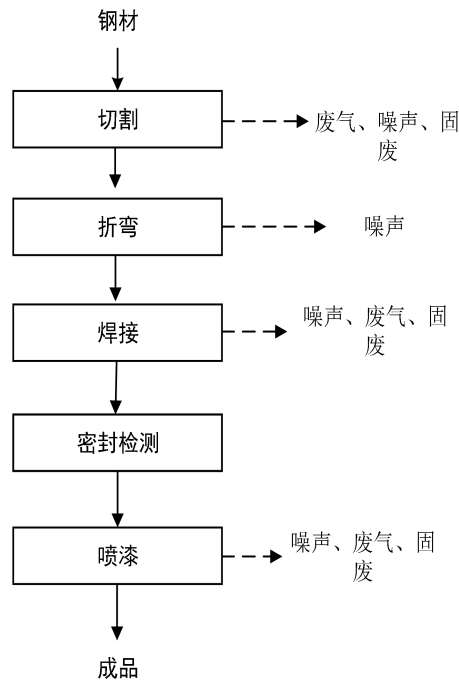 钢材
切割
废气、噪声、固
废
折弯
噪声
焊接
噪声、废气、固
废
密封检测
喷漆
噪声、废气、固
废
成品